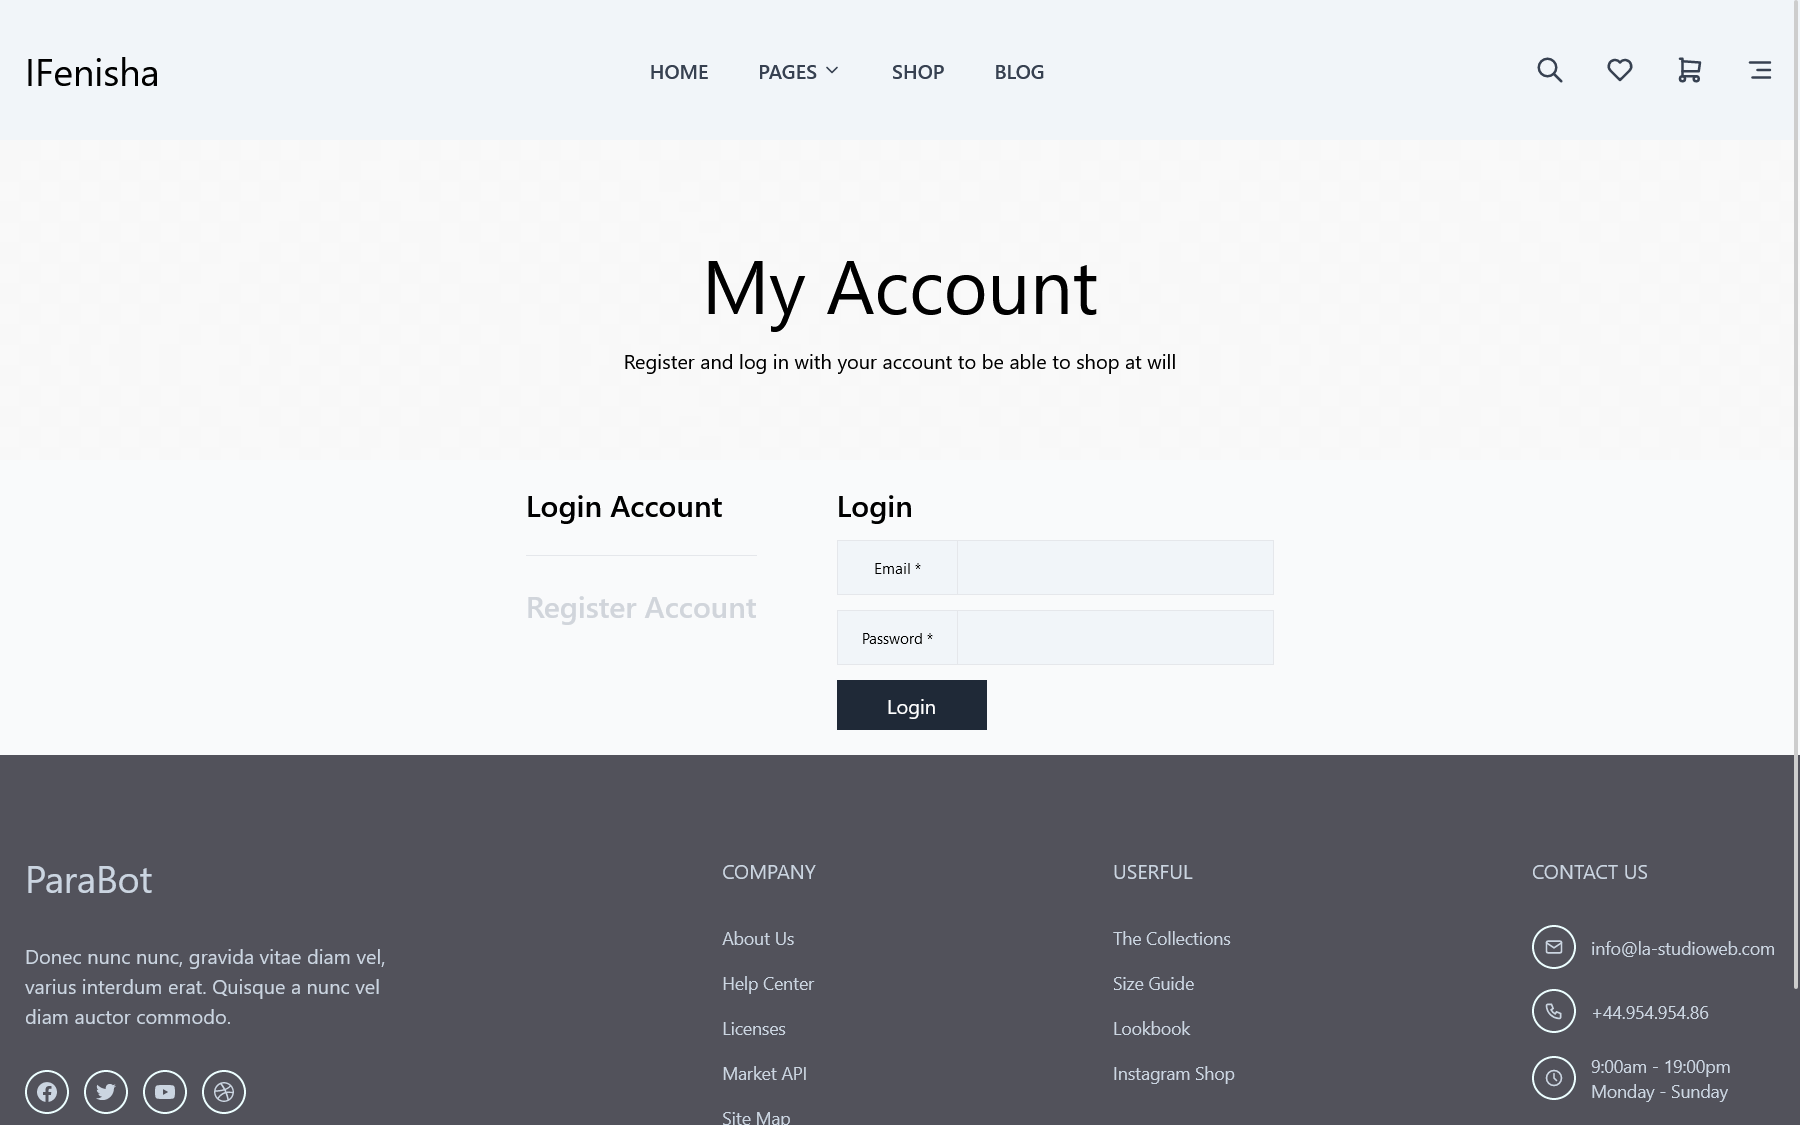 IFenisha
HOME
PAGES
SHOP
BLOG
My Account
Register and log in with your account to be able to shop at will
Login Account
Register Account
Login
Email *
Password *
Login
ParaBot
Donec nunc nunc, gravida vitae diam vel,
varius interdum erat. Quisque a nunc vel
diam auctor commodo.
COMPANY
About Us
Help Center
Licenses
Market API
Site Map
USERFUL
The Collections
Size Guide
Lookbook
Instagram Shop
CONTACT US
info@la-studioweb.com
+44.954.954.86
9:00am - 19:00pm
Monday - Sunday